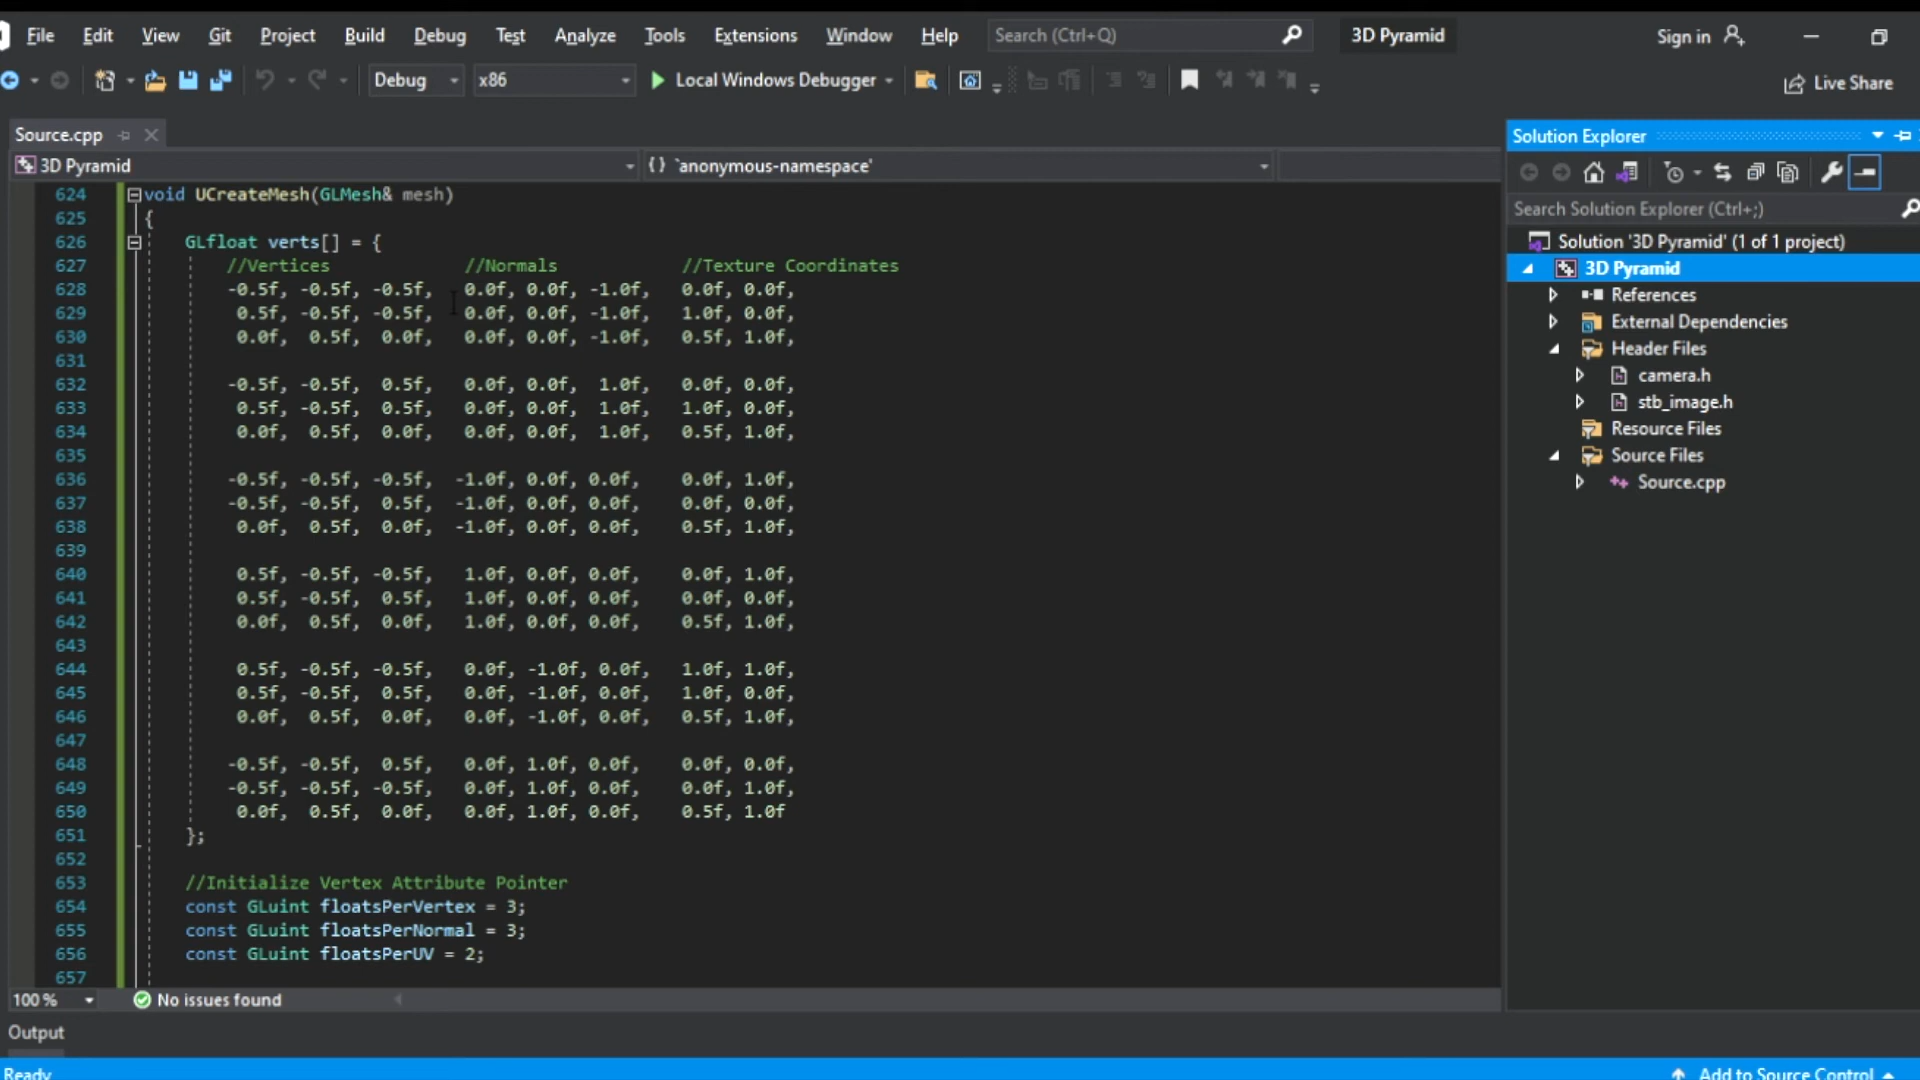 File Edit View Git Project Build Debug Test Analyze Tools Extensions Window Help Search (Ctrl+Q) 3D Pyramid Sign in
Debug x86 Local Windows Debugger Live Share
Source.cpp
3D Pyramid {} `anonymous-namespace'
624 void UCreateMesh(GLMesh& mesh)
625 {
626 GLfloat verts[] = {
627 //Vertices //Normals //Texture Coordinates
628 -0.5f, -0.5f, -0.5f, 0.0f, 0.0f, -1.0f, 0.0f, 0.0f,
629 0.5f, -0.5f, -0.5f, 0.0f, 0.0f, -1.0f, 1.0f, 0.0f,
630 0.0f, 0.5f, 0.0f, 0.0f, 0.0f, -1.0f, 0.5f, 1.0f,
631
632 -0.5f, -0.5f, 0.5f, 0.0f, 0.0f, 1.0f, 0.0f, 0.0f,
633 0.5f, -0.5f, 0.5f, 0.0f, 0.0f, 1.0f, 1.0f, 0.0f,
634 0.0f, 0.5f, 0.0f, 0.0f, 0.0f, 1.0f, 0.5f, 1.0f,
635
636 -0.5f, -0.5f, -0.5f, -1.0f, 0.0f, 0.0f, 0.0f, 1.0f,
637 -0.5f, -0.5f, 0.5f, -1.0f, 0.0f, 0.0f, 0.0f, 0.0f,
638 0.0f, 0.5f, 0.0f, -1.0f, 0.0f, 0.0f, 0.5f, 1.0f,
639
640 0.5f, -0.5f, -0.5f, 1.0f, 0.0f, 0.0f, 0.0f, 1.0f,
641 0.5f, -0.5f, 0.5f, 1.0f, 0.0f, 0.0f, 0.0f, 0.0f,
642 0.0f, 0.5f, 0.0f, 1.0f, 0.0f, 0.0f, 0.5f, 1.0f,
643
644 0.5f, -0.5f, -0.5f, 0.0f, -1.0f, 0.0f, 1.0f, 1.0f,
645 0.5f, -0.5f, 0.5f, 0.0f, -1.0f, 0.0f, 1.0f, 0.0f,
646 0.0f, 0.5f, 0.0f, 0.0f, -1.0f, 0.0f, 0.5f, 1.0f,
647
648 -0.5f, -0.5f, 0.5f, 0.0f, 1.0f, 0.0f, 0.0f, 0.0f,
649 -0.5f, -0.5f, -0.5f, 0.0f, 1.0f, 0.0f, 0.0f, 1.0f,
650 0.0f, 0.5f, 0.0f, 0.0f, 1.0f, 0.0f, 0.5f, 1.0f
651 };
652
653 //Initialize Vertex Attribute Pointer
654 const GLuint floatsPerVertex = 3;
655 const GLuint floatsPerNormal = 3;
656 const GLuint floatsPerUV = 2;
657
100 % No issues found
Output
Ready Add to Source Control
Solution Explorer
Search Solution Explorer (Ctrl+;)
Solution '3D Pyramid' (1 of 1 project)
3D Pyramid
References
External Dependencies
Header Files
camera.h
stb_image.h
Resource Files
Source Files
Source.cpp